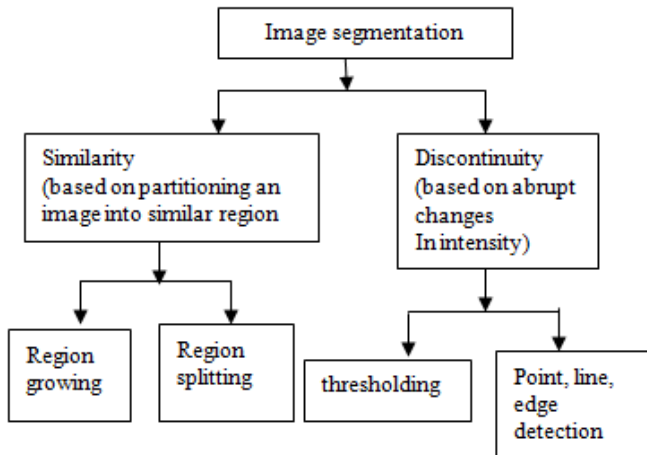 Image segmentation
Similarity
(based on partitioning an
image into similar region
Discontinuity
(based on abrupt
changes
In intensity)
Region
growing
Region
splitting
thresholding
Point, line,
edge
detection